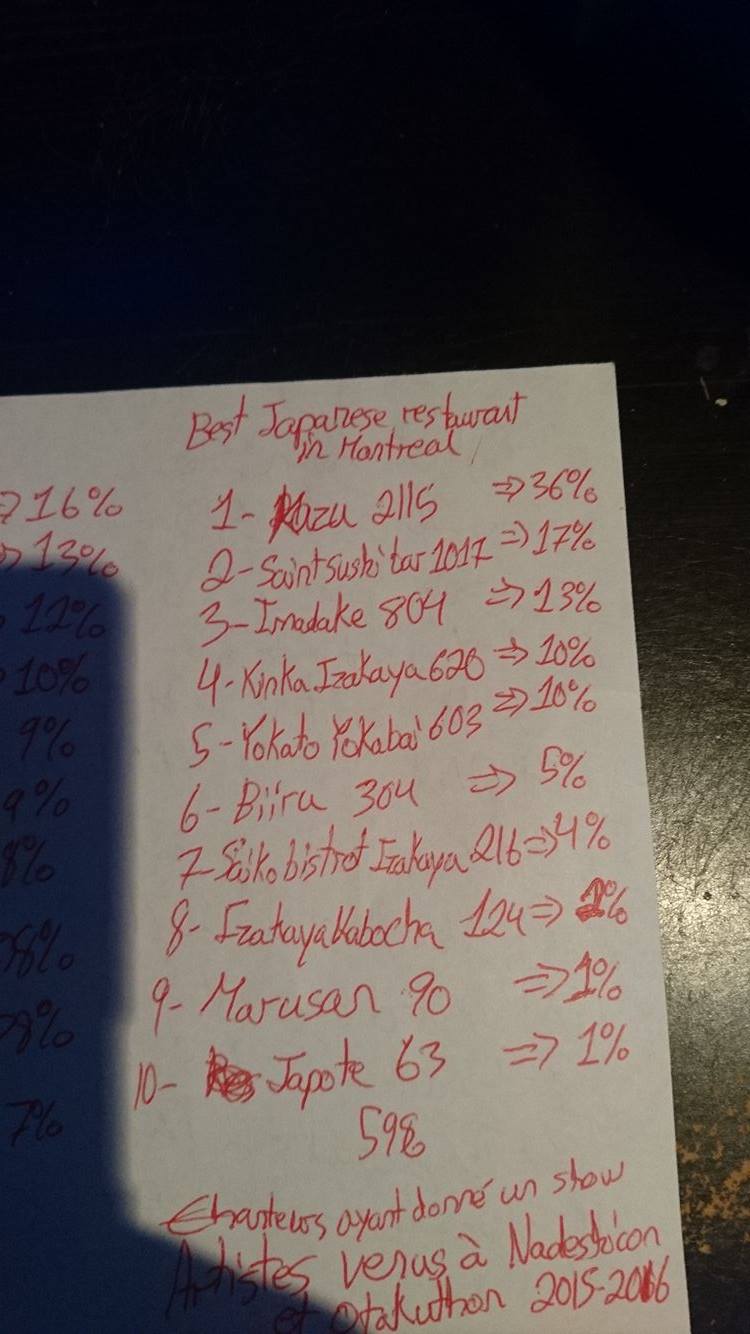 Best Japanese restaurant
in Montreal
1- Kazu 2115 => 36%
2- Saintsushi bar 1017 => 17%
3- Imadake 804 => 13%
4- Kinka Izakaya 620 => 10%
5- Yokato Yokabai 603 => 10%
6- Biiru 304 => 5%
7- Saiko bistrot Izakaya 216 => 4%
8- Izakaya Kabocha 124 => 2%
9- Marusan 90 => 1%
10- Japote 63 => 1%
598
Chanteurs ayant donné un show
Artistes venus à Nadeshicon
et Otakuthon 2015-2016
=> 16%
=> 13%
12%
10%
9%
9%
8%
8%
8%
7%